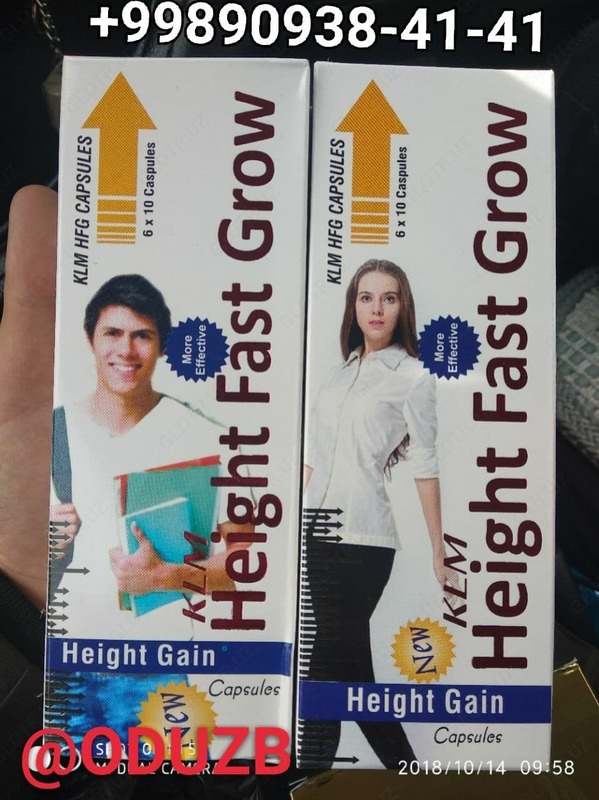 +99890938-41-41
KLM HFG CAPSULES
6 x 10 Caspules
More
Effective
KLM
Height Fast Grow
Height Gain
New
Capsules
@ODUZB
KLM HFG CAPSULES
6 x 10 Caspules
More
Effective
KLM
Height Fast Grow
New
Height Gain
Capsules
2018/10/14 09:58